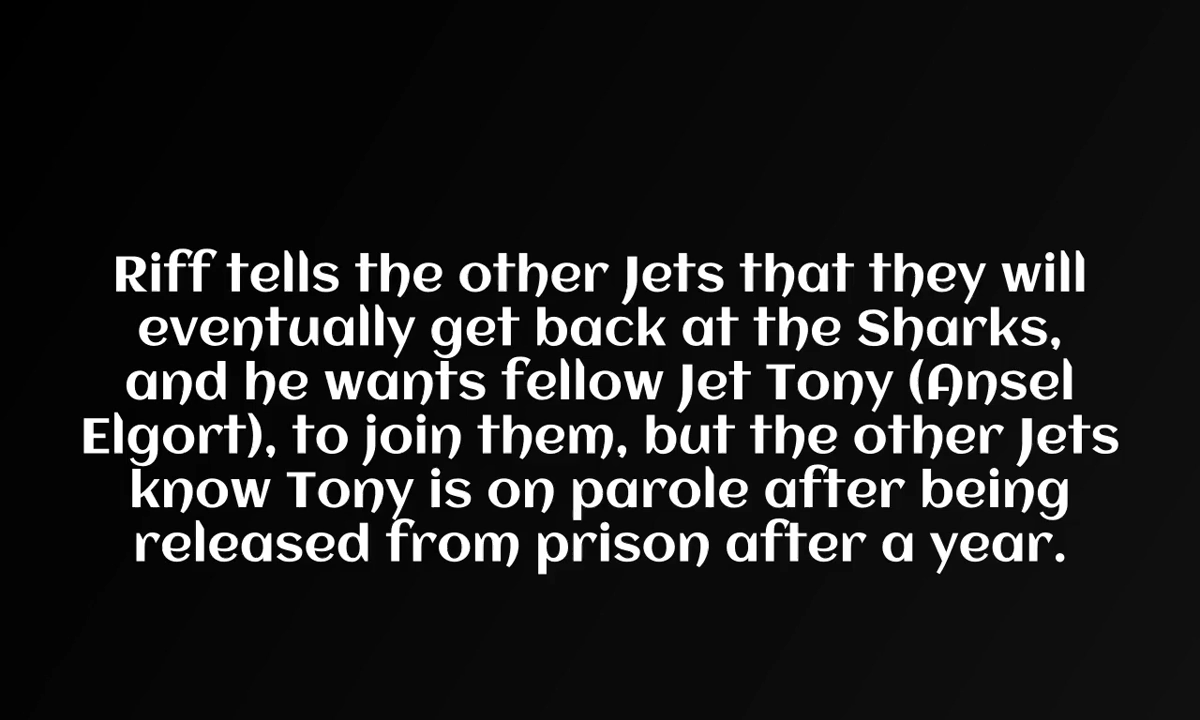 Riff tells the other Jets that they will
eventually get back at the Sharks,
and he wants fellow Jet Tony (Ansel
Elgort), to join them, but the other Jets
know Tony is on parole after being
released from prison after a year.